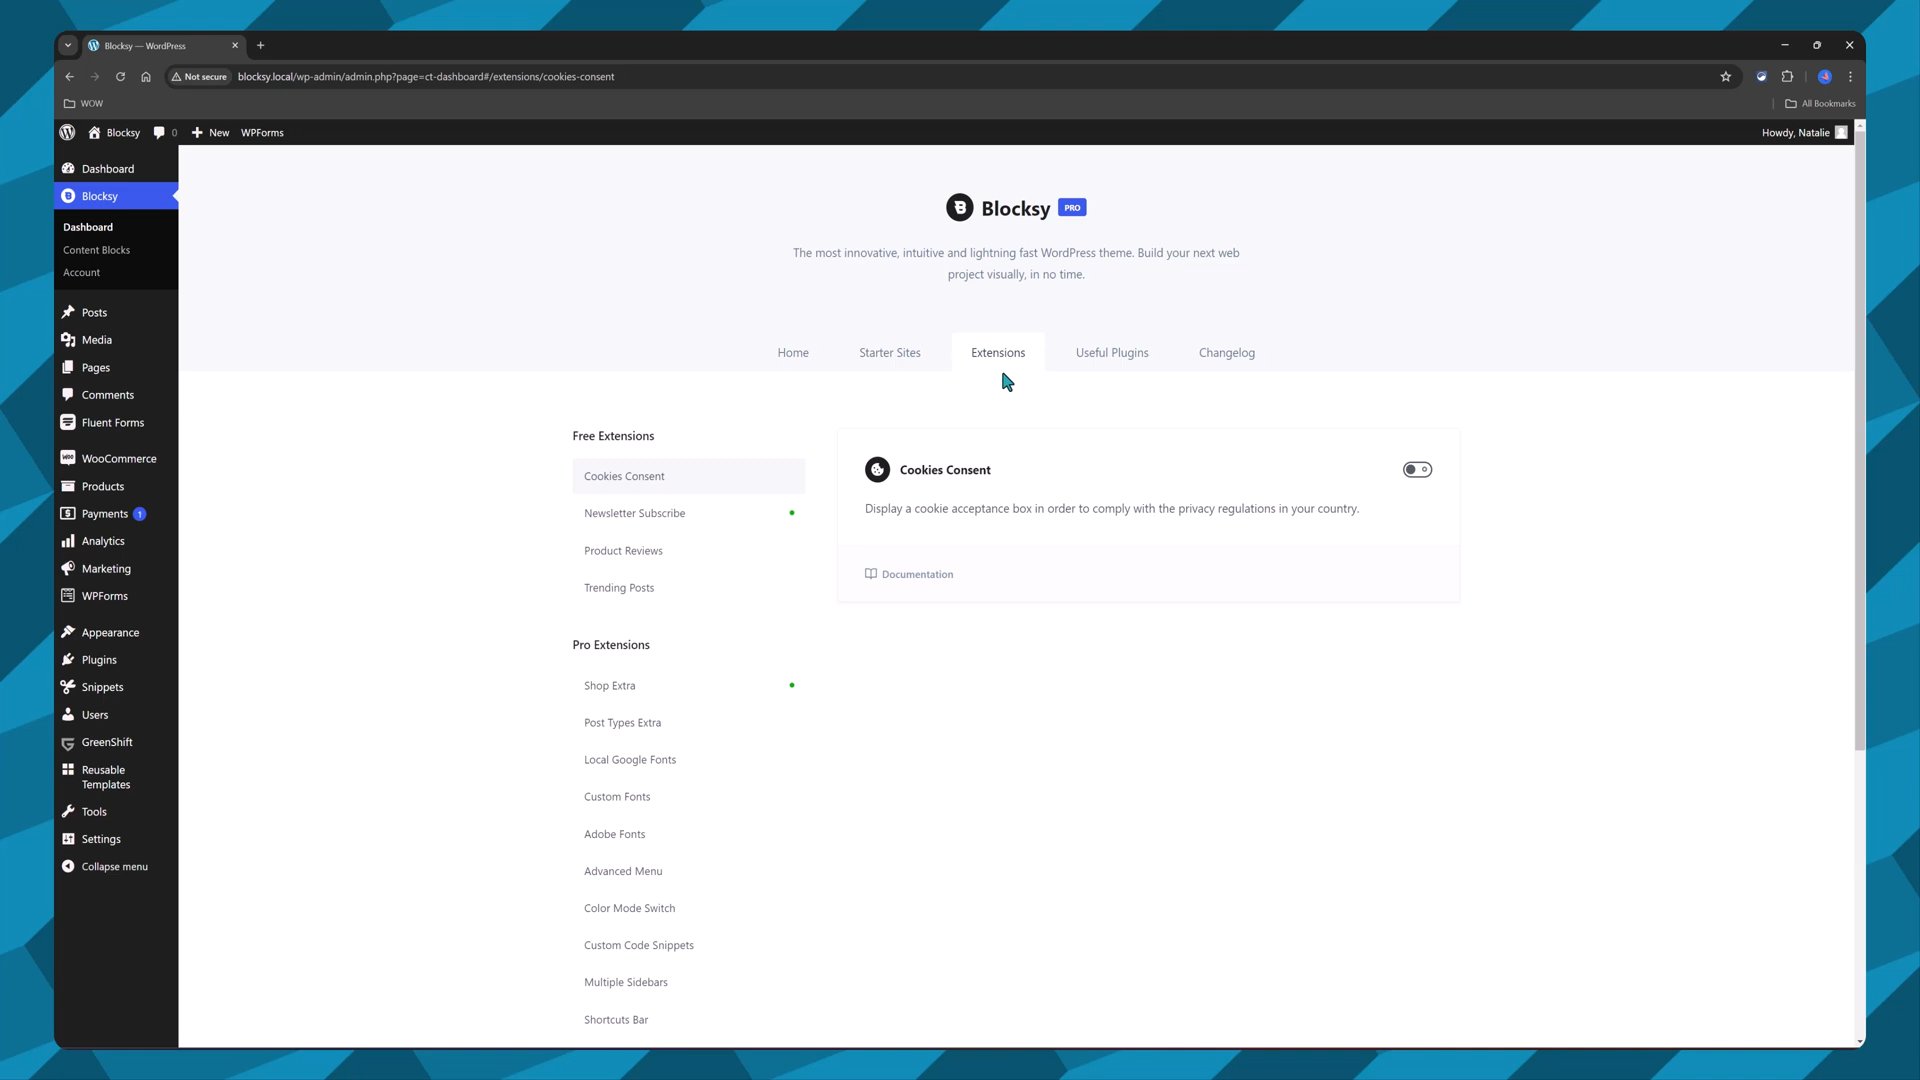 Blocksy — WordPress
Not secure
blocksy.local/wp-admin/admin.php?page=ct-dashboard#/extensions/cookies-consent
WOW
All Bookmarks
Blocksy
0
New
WPForms
Howdy, Natalie
Dashboard
Blocksy
Dashboard
Content Blocks
Account
Posts
Media
Pages
Comments
Fluent Forms
WooCommerce
Products
Payments 1
Analytics
Marketing
WPForms
Appearance
Plugins
Snippets
Users
GreenShift
Reusable
Templates
Tools
Settings
Collapse menu
Blocksy PRO
The most innovative, intuitive and lightning fast WordPress theme. Build your next web
project visually, in no time.
Home
Starter Sites
Extensions
Useful Plugins
Changelog
Free Extensions
Cookies Consent
Newsletter Subscribe
Product Reviews
Trending Posts
Pro Extensions
Shop Extra
Post Types Extra
Local Google Fonts
Custom Fonts
Adobe Fonts
Advanced Menu
Color Mode Switch
Custom Code Snippets
Multiple Sidebars
Shortcuts Bar
Cookies Consent
Display a cookie acceptance box in order to comply with the privacy regulations in your country.
Documentation